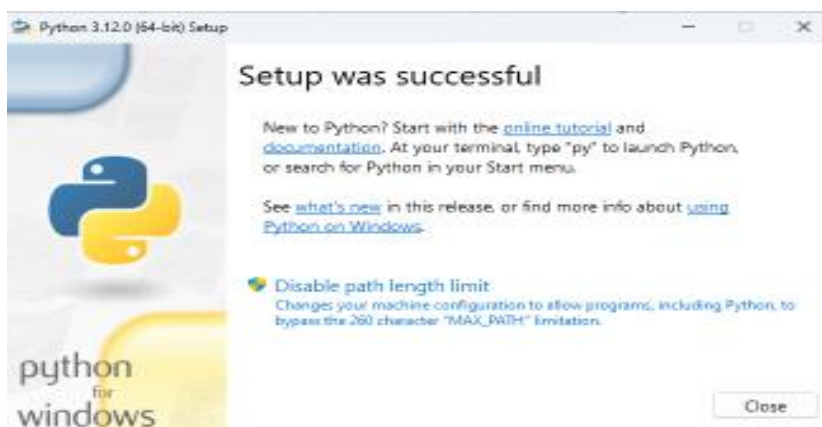 Python 3.12.0 (64-bit) Setup
Setup was successful
New to Python? Start with the online tutorial and
documentation. At your terminal, type "py" to launch Python,
or search for Python in your Start menu.
See what's new in this release, or find more info about using
Python on Windows.
Disable path length limit
Changes your machine configuration to allow programs, including Python, to
bypass the 260 character "MAX_PATH" limitation.
python
for
windows
Close